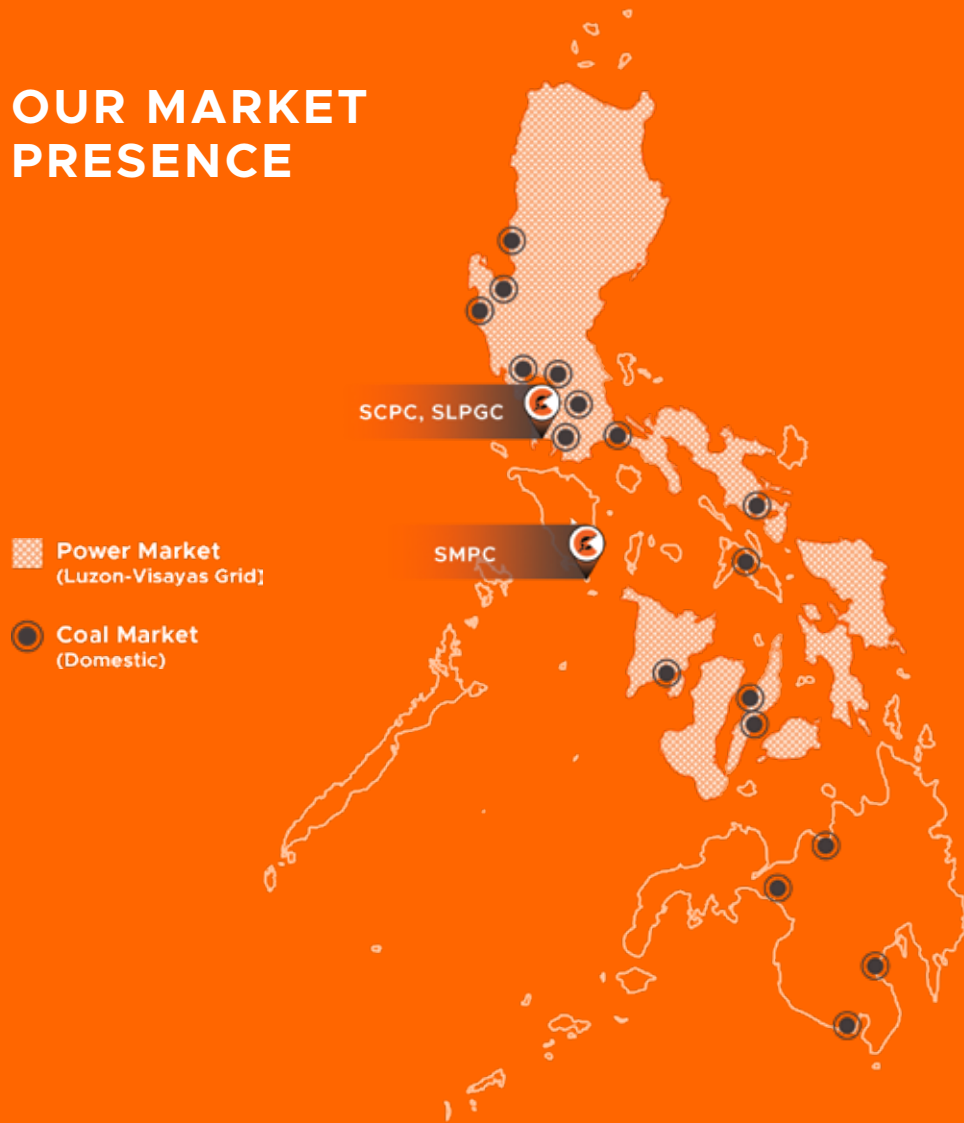 OUR MARKET
PRESENCE
SCPC, SLPGC
SMPC
Power Market
(Luzon-Visayas Grid)
Coal Market
(Domestic)